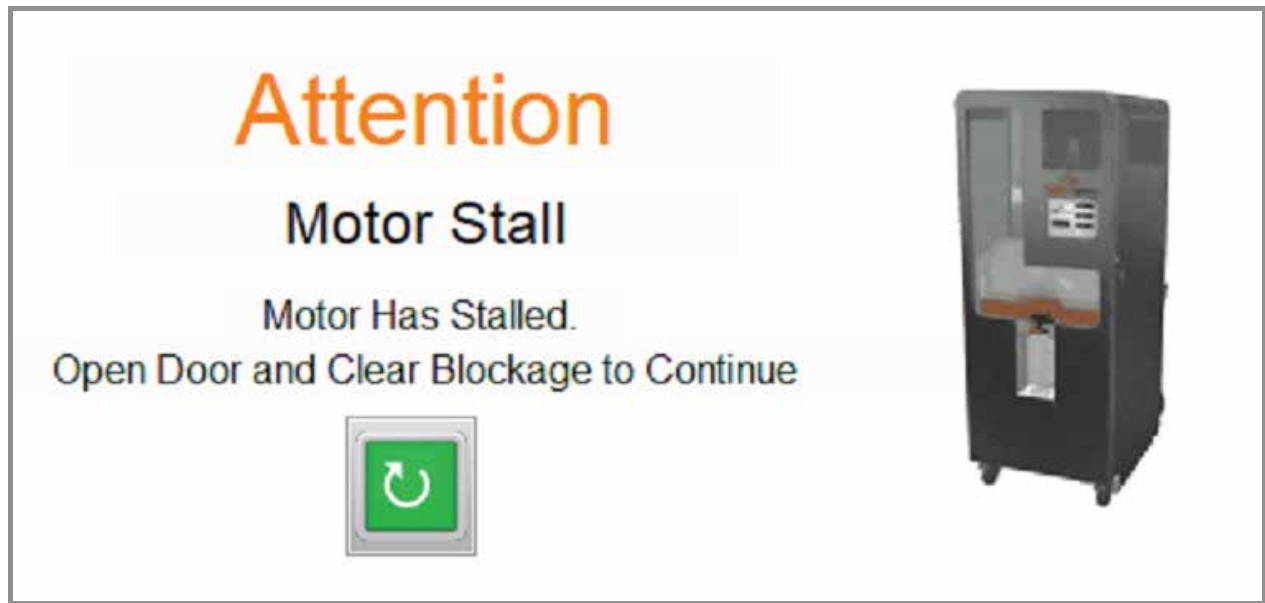 Attention
Motor Stall
Motor Has Stalled.
Open Door and Clear Blockage to Continue